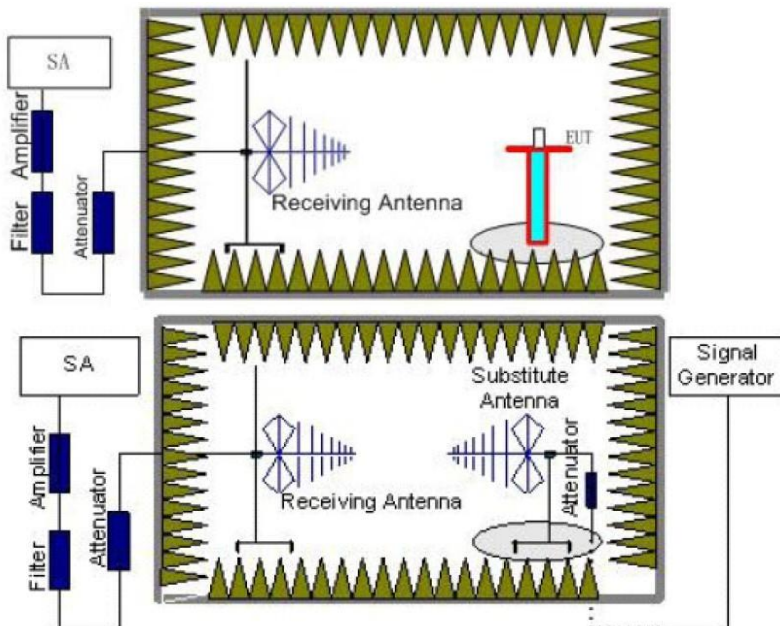 SA
Amplifier
Filter
Attenuator
Receiving Antenna
EUT
SA
Amplifier
Filter
Attenuator
Receiving Antenna
Substitute
Antenna
Attenuator
Signal
Generator